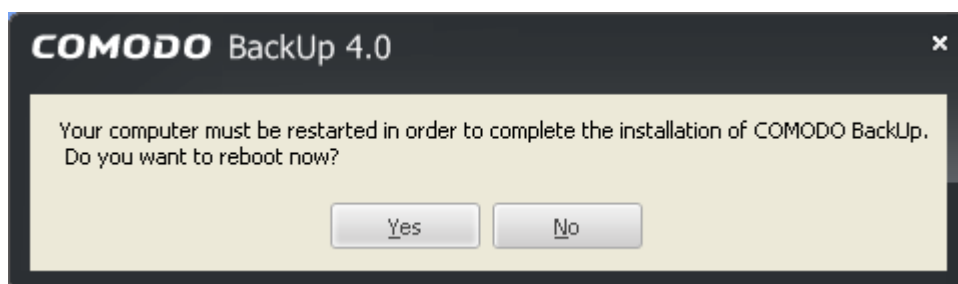 COMODO BackUp 4.0
Your computer must be restarted in order to complete the installation of COMODO BackUp.
Do you want to reboot now?
Yes No